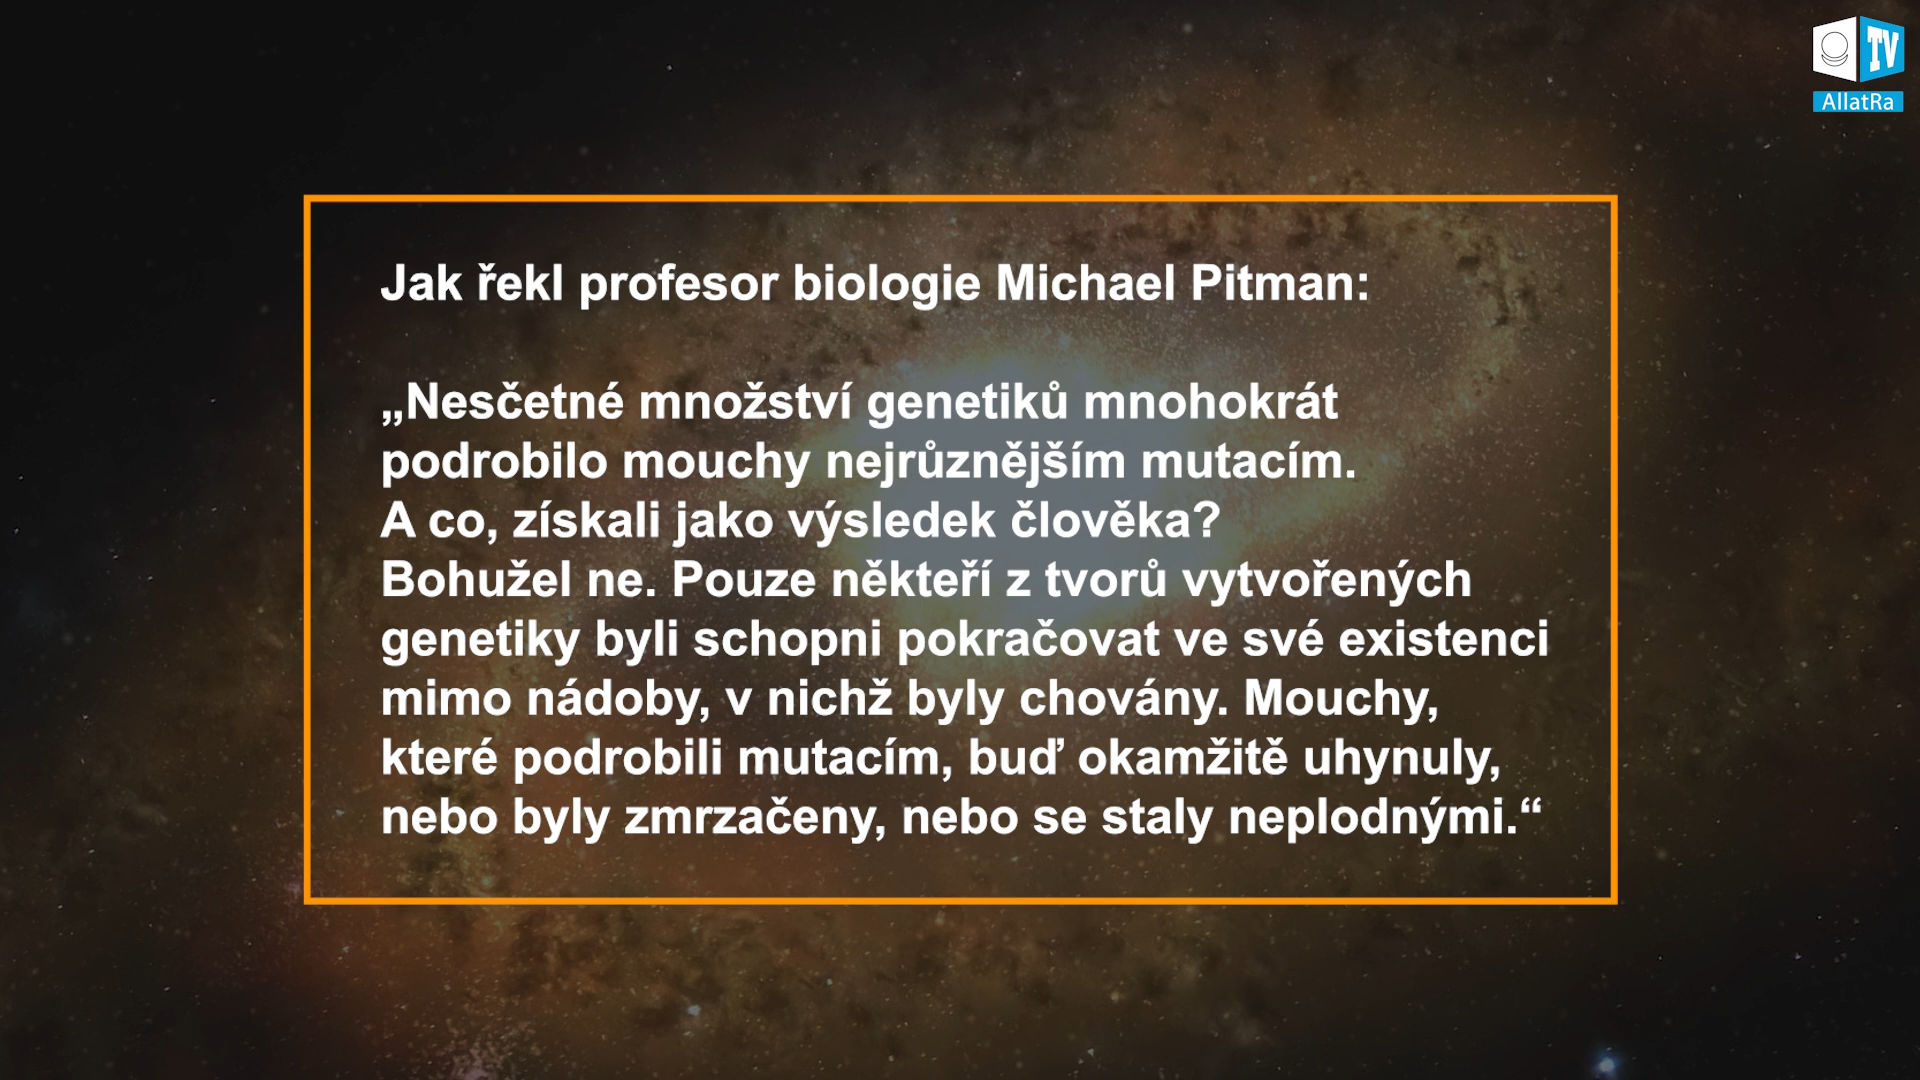 TV
AllatRa
Jak řekl profesor biologie Michael Pitman:
„Nesčetné množství genetiků mnohokrát
podrobilo mouchy nejrůznějším mutacím.
A co, získali jako výsledek člověka?
Bohužel ne. Pouze někteří z tvorů vytvořených
genetiky byli schopni pokračovat ve své existenci
mimo nádoby, v nichž byly chovány. Mouchy,
které podrobili mutacím, buď okamžitě uhynuly,
nebo byly zmrzačeny, nebo se staly neplodnými.“